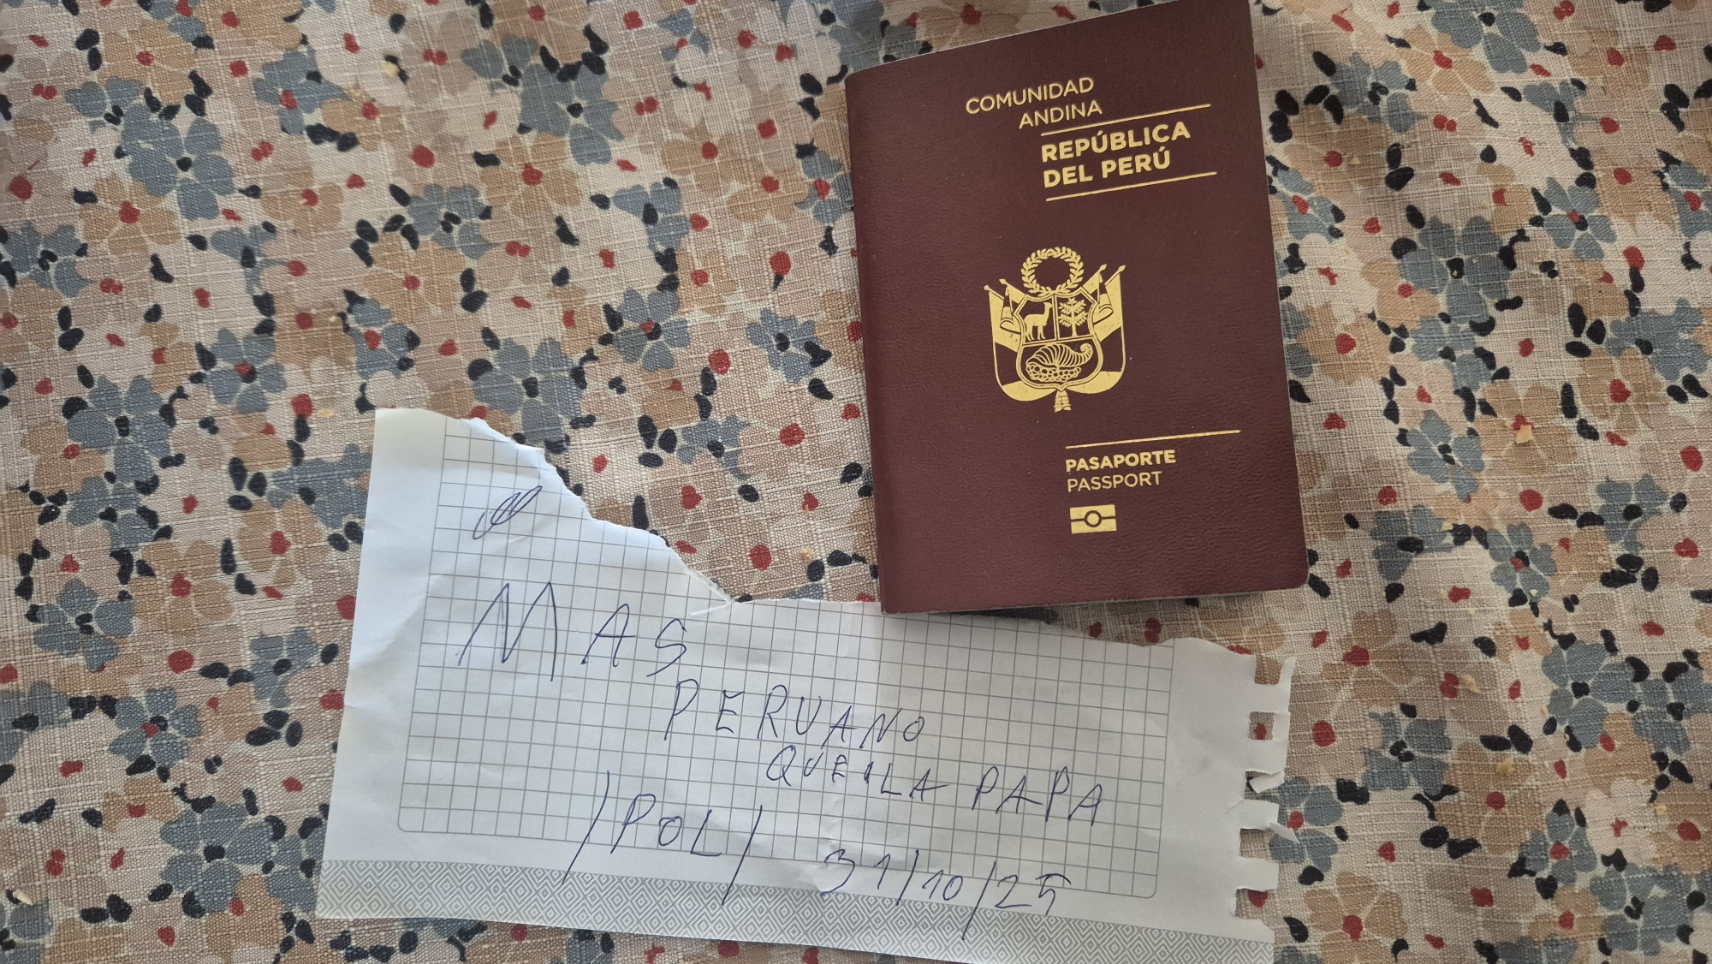 COMUNIDAD
ANDINA
REPÚBLICA
DEL PERÚ
PASAPORTE
PASSPORT
MAS
PERUANO
QUE LA PAPA
/POL/ 31/10/25